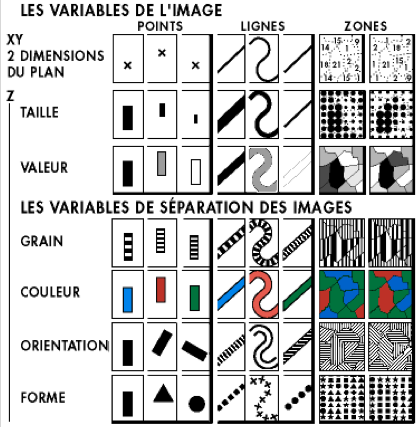 LES VARIABLES DE L'IMAGE
POINTS LIGNES ZONES
XY
2 DIMENSIONS
DU PLAN
Z
TAILLE
VALEUR
LES VARIABLES DE SÉPARATION DES IMAGES
GRAIN
COULEUR
ORIENTATION
FORME